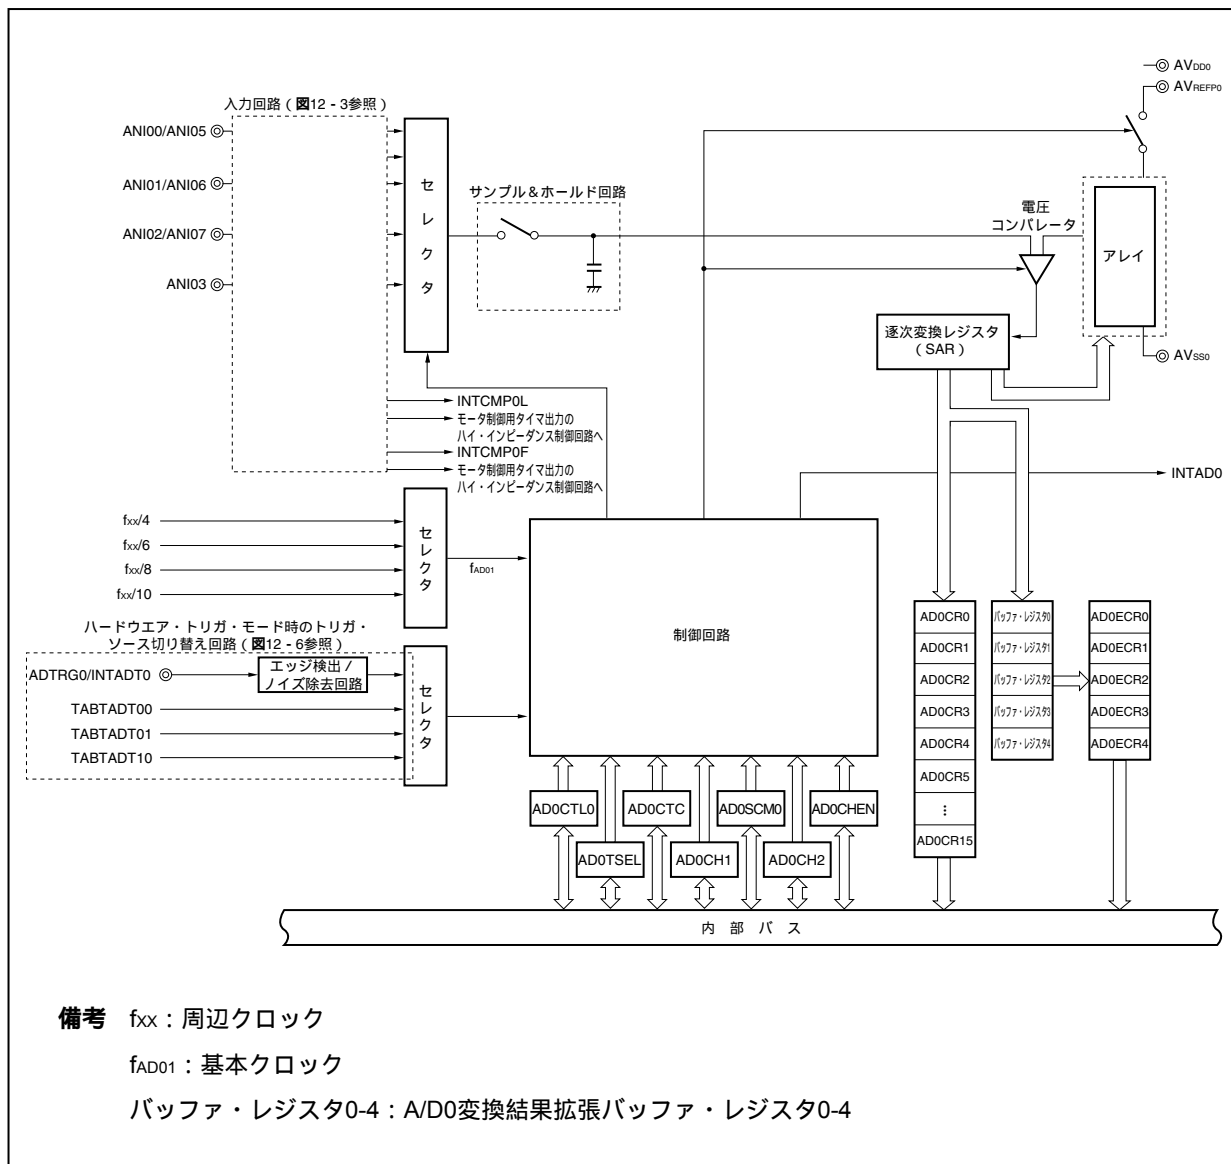 AVDD0
AVREFP0
入力回路（図12-3参照）
ANI00/ANI05
ANI01/ANI06
ANI02/ANI07
ANI03
セレクタ
サンプル＆ホールド回路
電圧
コンパレータ
アレイ
逐次変換レジスタ
（SAR）
AVSS0
INTCMP0L
モータ制御用タイマ出力の
ハイ・インピーダンス制御回路へ
INTCMP0F
モータ制御用タイマ出力の
ハイ・インピーダンス制御回路へ
INTAD0
fxx/4
fxx/6
fxx/8
fxx/10
セレクタ
fAD01
制御回路
ハードウエア・トリガ・モード時のトリガ・
ソース切り替え回路（図12-6参照）
ADTRG0/INTADT0
エッジ検出／
ノイズ除去回路
TABTADT00
TABTADT01
TABTADT10
セレクタ
AD0CR0
AD0CR1
AD0CR2
AD0CR3
AD0CR4
AD0CR5
⋮
AD0CR15
バッファ・レジスタ0
バッファ・レジスタ1
バッファ・レジスタ2
バッファ・レジスタ3
バッファ・レジスタ4
AD0ECR0
AD0ECR1
AD0ECR2
AD0ECR3
AD0ECR4
AD0CTL0
AD0CTC
AD0SCM0
AD0CHEN
AD0TSEL
AD0CH1
AD0CH2
内部バス
備考 fxx：周辺クロック
fAD01：基本クロック
バッファ・レジスタ0-4：A/D0変換結果拡張バッファ・レジスタ0-4